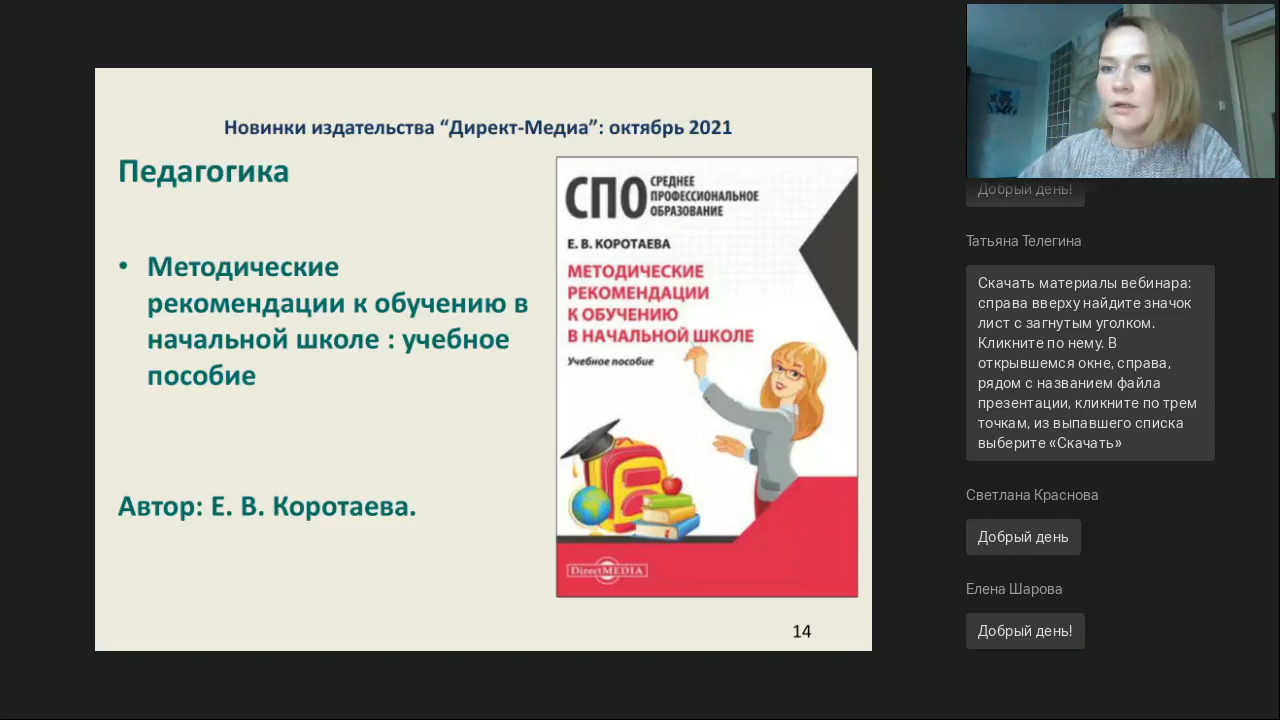 Новинки издательства “Директ-Медиа”: октябрь 2021
Педагогика
• Методические
рекомендации к обучению в
начальной школе : учебное
пособие
Автор: Е. В. Коротаева.
СПО СРЕДНЕЕ
ПРОФЕССИОНАЛЬНОЕ
ОБРАЗОВАНИЕ
Е. В. КОРОТАЕВА
МЕТОДИЧЕСКИЕ
РЕКОМЕНДАЦИИ
К ОБУЧЕНИЮ
В НАЧАЛЬНОЙ ШКОЛЕ
Учебное пособие
DirectMEDIA
14
Добрый день!
Татьяна Телегина
Скачать материалы вебинара:
справа вверху найдите значок
лист с загнутым уголком.
Кликните по нему. В
открывшемся окне, справа,
рядом с названием файла
презентации, кликните по трем
точкам, из выпавшего списка
выберите «Скачать»
Светлана Краснова
Добрый день
Елена Шарова
Добрый день!